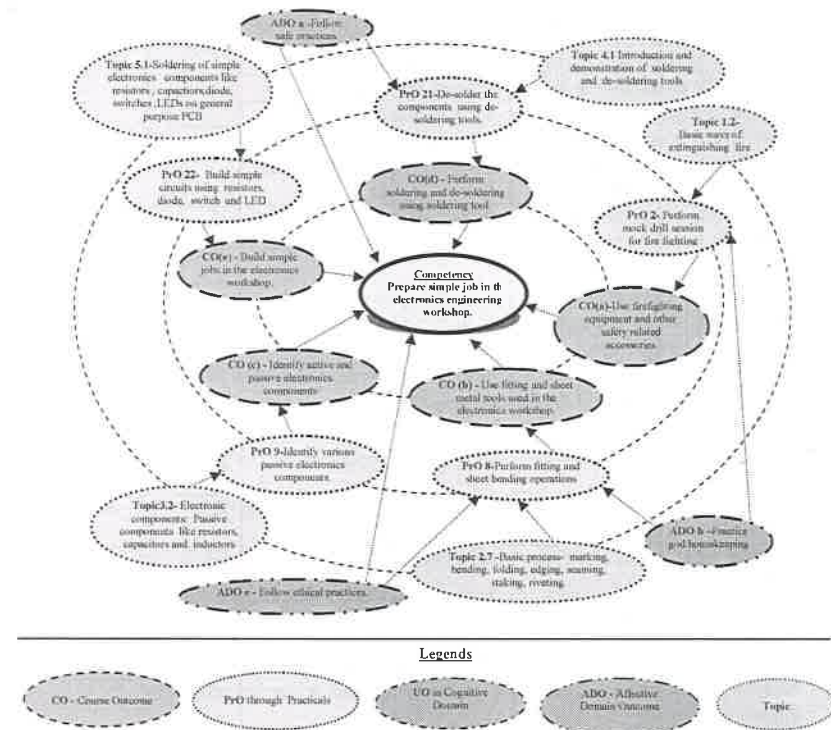 ADO a -Follow
safe practices
Topic 5.1-Soldering of simple
electronics components like
resistors , capactiors,diode,
switches ,LEDs on general
purpose PCB
PrO 21-De-solder the
components using de-
soldering tools.
Topic 4.1 Introduction and
demonstration of soldering
and de-soldering tools
Topic 1.2-
Basic ways of
extinguishing fire
PrO 22- Build simple
circuits using resistors,
diode, switch and LED
CO(d) - Perform
soldering and de-soldering
using soldering tool
PrO 2- Perform
mock drill session
for fire fighting
CO(e) - Build simple
jobs in the electronics
workshop.
Competency
Prepare simple job in th
electronics engineering
workshop.
CO(a)-Use firefighting
equipment and other
safety related
accessories.
CO (c) - Identify active and
passive electronics
components
CO (b) - Use fitting and sheet
metal tools used in the
electronics workshop.
PrO 9-Identify various
passive electronics
components.
PrO 8-Perform fitting and
sheet bending operations
Topic3.2- Electronic
components: Passive
components like resistors,
capacitors and inductors
Topic 2.7 -Basic process- marking,
bending, folding, edging, seaming,
staking, riveting
ADO b -Practice
god housekeeping
ADO e - Follow ethical practices.
Legends
CO - Course Outcome
PrO through Practicals
UO in Cognitive
Domain
ADO - Affective
Domain Outcome
Topic